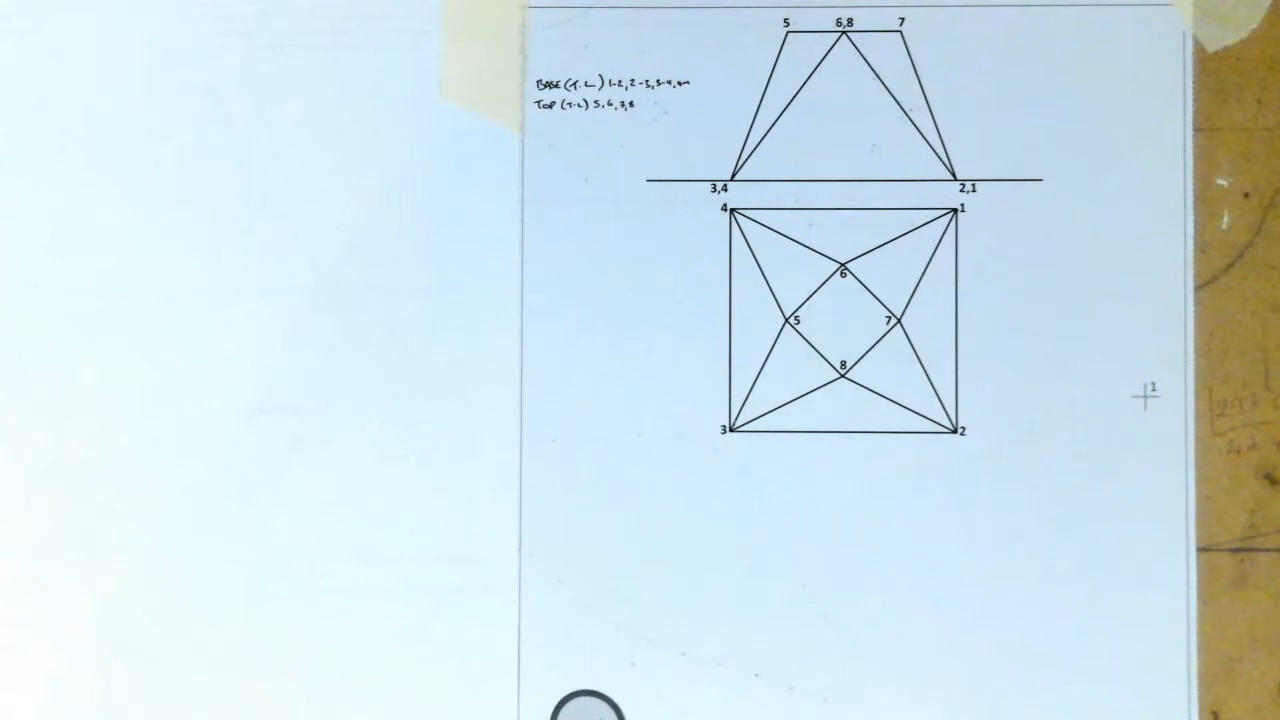 5 6,8 7
BASE (T.L) 1-2, 2-3, 3-4, 4-1
TOP (T.L) 5, 6, 7, 8
3,4 2,1
4 1
6
5 7
8
1
3 2